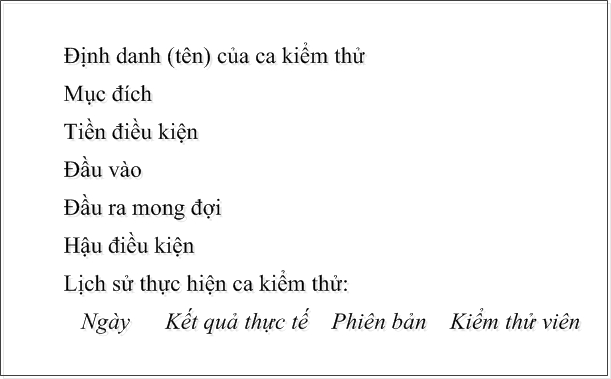 Định danh (tên) của ca kiểm thử
Mục đích
Tiền điều kiện
Đầu vào
Đầu ra mong đợi
Hậu điều kiện
Lịch sử thực hiện ca kiểm thử:
Ngày Kết quả thực tế Phiên bản Kiểm thử viên